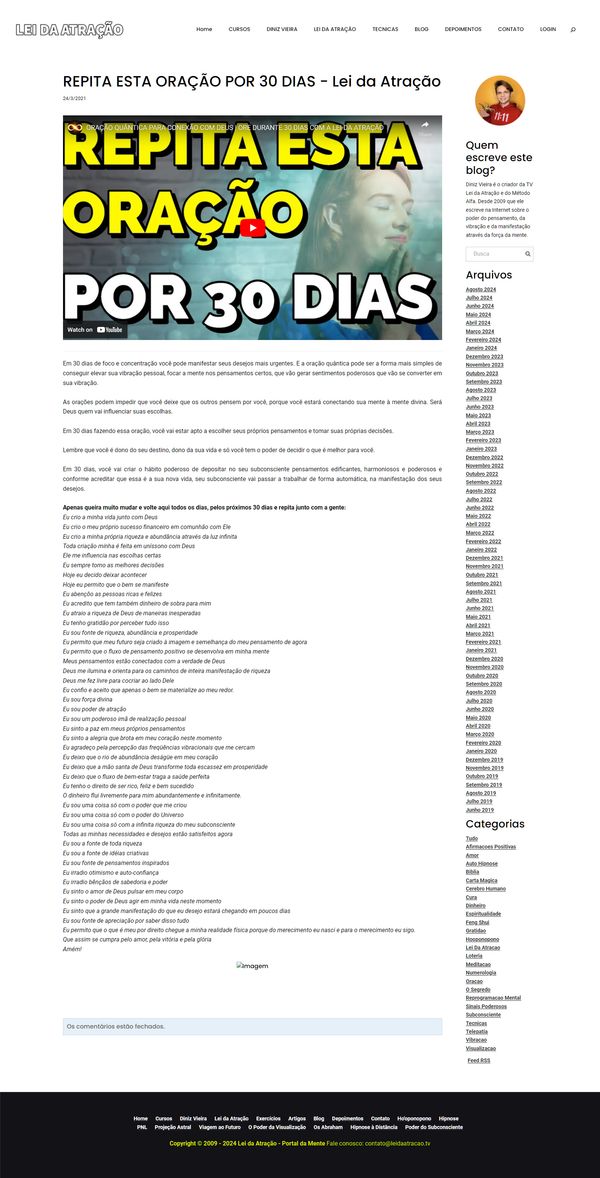 LEI DA ATRAÇÃO
Home CURSOS DINIZ VIEIRA LEI DA ATRAÇÃO TECNICAS BLOG DEPOIMENTOS CONTATO LOGIN
REPITA ESTA ORAÇÃO POR 30 DIAS - Lei da Atração
24/3/2021
ORAÇÃO QUÂNTICA PARA CONEXÃO COM DEUS | ORE DURANTE 30 DIAS COM A LEI DA ATRAÇÃO
REPITA ESTA
ORAÇÃO
POR 30 DIAS
Watch on YouTube
Em 30 dias de foco e concentração você pode manifestar seus desejos mais urgentes. E a oração quântica pode ser a forma mais simples de
conseguir elevar sua vibração pessoal, focar a mente nos pensamentos certos, que vão gerar sentimentos poderosos que vão se converter em
sua vibração.
As orações podem impedir que você deixe que os outros pensem por você, porque você estará conectando sua mente à mente divina. Será
Deus quem vai influenciar suas escolhas.
Em 30 dias fazendo essa oração, você vai estar apto a escolher seus próprios pensamentos e tomar suas próprias decisões.
Lembre que você é dono do seu destino, dono da sua vida e só você tem o poder de decidir o que é melhor para você.
Em 30 dias, você vai criar o hábito poderoso de depositar no seu subconsciente pensamentos edificantes, harmoniosos e poderosos e
conforme acreditar que essa é a sua nova vida, seu subconsciente vai passar a trabalhar de forma automática, na manifestação dos seus
desejos.
Apenas queira muito mudar e volte aqui todos os dias, pelos próximos 30 dias e repita junto com a gente:
Eu crio a minha vida junto com Deus
Eu crio o meu próprio sucesso financeiro em comunhão com Ele
Eu crio a minha própria riqueza e abundância através da luz infinita
Toda criação minha é feita em uníssono com Deus
Ele me influencia nas escolhas certas
Eu sempre tomo as melhores decisões
Hoje eu decido deixar acontecer
Hoje eu permito que o bem se manifeste
Eu abençôo as pessoas ricas e felizes
Eu acredito que tem também dinheiro de sobra para mim
Eu atraio a riqueza de Deus de maneiras inesperadas
Eu tenho gratidão por perceber tudo isso
Eu sou fonte de riqueza, abundância e prosperidade
Eu permito que meu futuro seja criado à imagem e semelhança do meu pensamento de agora
Eu permito que o fluxo de pensamento positivo se desenvolva em minha mente
Meus pensamentos estão conectados com a verdade de Deus
Deus me ilumina e orienta para os caminhos de inteira manifestação de riqueza
Deus me fez livre para cocriar ao lado Dele
Eu confio e aceito que apenas o bem se materialize ao meu redor.
Eu sou força divina
Eu sou poder de atração
Eu sou um poderoso imã de realização pessoal
Eu sinto a paz em meus próprios pensamentos
Eu sinto a alegria que brota em meu coração neste momento
Eu agradeço pela percepção das freqüências vibracionais que me cercam
Eu deixo que o rio de abundância deságüe em meu coração
Eu deixo que a mão santa de Deus transforme toda escassez em prosperidade
Eu deixo que o fluxo de bem-estar traga a saúde perfeita
Eu tenho o direito de ser rico, feliz e bem sucedido
O dinheiro flui livremente para mim abundantemente e infinitamente.
Eu sou uma coisa só com o poder que me criou
Eu sou uma coisa só com o poder do Universo
Eu sou uma coisa só com a infinita riqueza do meu subconsciente
Todas as minhas necessidades e desejos estão satisfeitos agora
Eu sou a fonte de toda riqueza
Eu sou a fonte de idéias criativas
Eu sou fonte de pensamentos inspirados
Eu irradio otimismo e auto-confiança
Eu irradio bênçãos de sabedoria e poder
Eu sinto o amor de Deus pulsar em meu corpo
Eu sinto o poder de Deus agir em minha vida neste momento
Eu sinto que a grande manifestação do que eu desejo estará chegando em poucos dias
Eu sou fonte de apreciação por saber disso tudo
Eu permito que o que é meu por direito chegue a minha realidade física porque do merecimento eu nasci e para o merecimento eu sigo.
Que assim se cumpra pelo amor, pela vitória e pela glória
Amém!
Imagem
Os comentários estão fechados.
11:11
Quem
escreve este
blog?
Diniz Vieira é o criador da TV
Lei da Atração e do Método
Alfa. Desde 2009 que ele
escreve na Internet sobre o
poder do pensamento, da
vibração e da manifestação
através da força da mente.
Busca
Arquivos
Agosto 2024
Julho 2024
Junho 2024
Maio 2024
Abril 2024
Março 2024
Fevereiro 2024
Janeiro 2024
Dezembro 2023
Novembro 2023
Outubro 2023
Setembro 2023
Agosto 2023
Julho 2023
Junho 2023
Maio 2023
Abril 2023
Março 2023
Fevereiro 2023
Janeiro 2023
Dezembro 2022
Novembro 2022
Outubro 2022
Setembro 2022
Agosto 2022
Julho 2022
Junho 2022
Maio 2022
Abril 2022
Março 2022
Fevereiro 2022
Janeiro 2022
Dezembro 2021
Novembro 2021
Outubro 2021
Setembro 2021
Agosto 2021
Julho 2021
Junho 2021
Maio 2021
Abril 2021
Março 2021
Fevereiro 2021
Janeiro 2021
Dezembro 2020
Novembro 2020
Outubro 2020
Setembro 2020
Agosto 2020
Julho 2020
Junho 2020
Maio 2020
Abril 2020
Março 2020
Fevereiro 2020
Janeiro 2020
Dezembro 2019
Novembro 2019
Outubro 2019
Setembro 2019
Agosto 2019
Julho 2019
Junho 2019
Categorias
Tudo
Afirmacoes Positivas
Amor
Auto Hipnose
Biblia
Carta Magica
Cerebro Humano
Cura
Dinheiro
Espiritualidade
Feng Shui
Gratidao
Hooponopono
Lei Da Atracao
Loteria
Meditacao
Numerologia
Oracao
O Segredo
Reprogramacao Mental
Sinais Poderosos
Subconsciente
Tecnicas
Telepatia
Vibracao
Visualizacao
Feed RSS
Home Cursos Diniz Vieira Lei da Atração Exercícios Artigos Blog Depoimentos Contato Ho'oponopono Hipnose
PNL Projeção Astral Viagem ao Futuro O Poder da Visualização Os Abraham Hipnose à Distância Poder do Subconsciente
Copyright © 2009 - 2024 Lei da Atração - Portal da Mente Fale conosco: contato@leidaatracao.tv